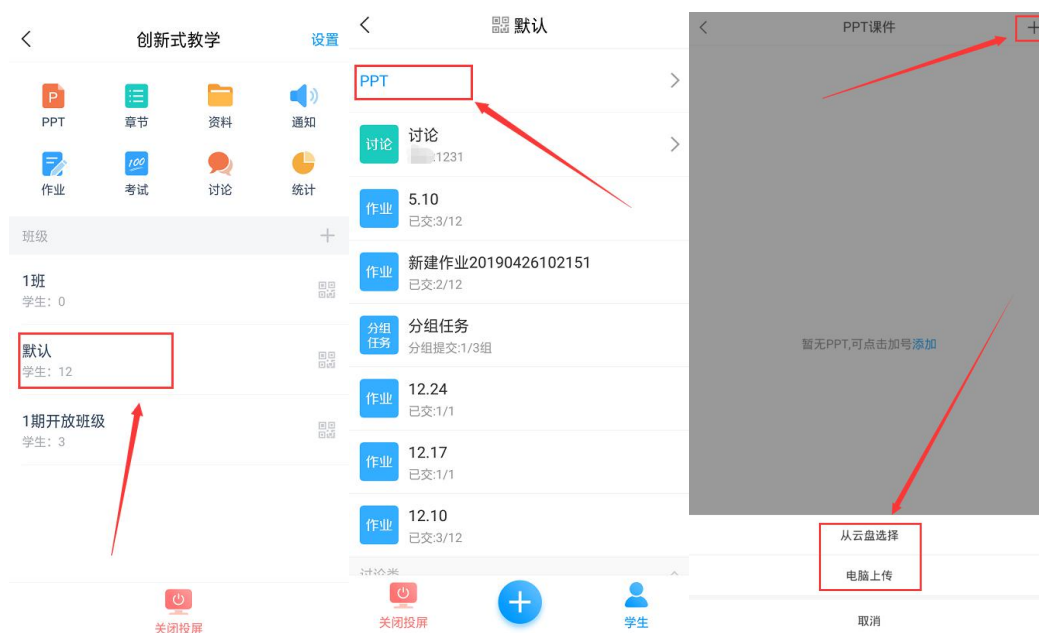 创新式教学
设置
PPT
章节
资料
通知
作业
考试
讨论
统计
班级
1班
学生：0
默认
学生：12
1期开放班级
学生：3
关闭投屏
默认
PPT
讨论
讨论
:1231
作业
5.10
已交:3/12
作业
新建作业20190426102151
已交:2/12
分组
任务
分组任务
分组提交:1/3组
作业
12.24
已交:1/1
作业
12.17
已交:1/1
作业
12.10
已交:3/12
讨论类
关闭投屏
学生
PPT课件
暂无PPT,可点击加号添加
从云盘选择
电脑上传
取消